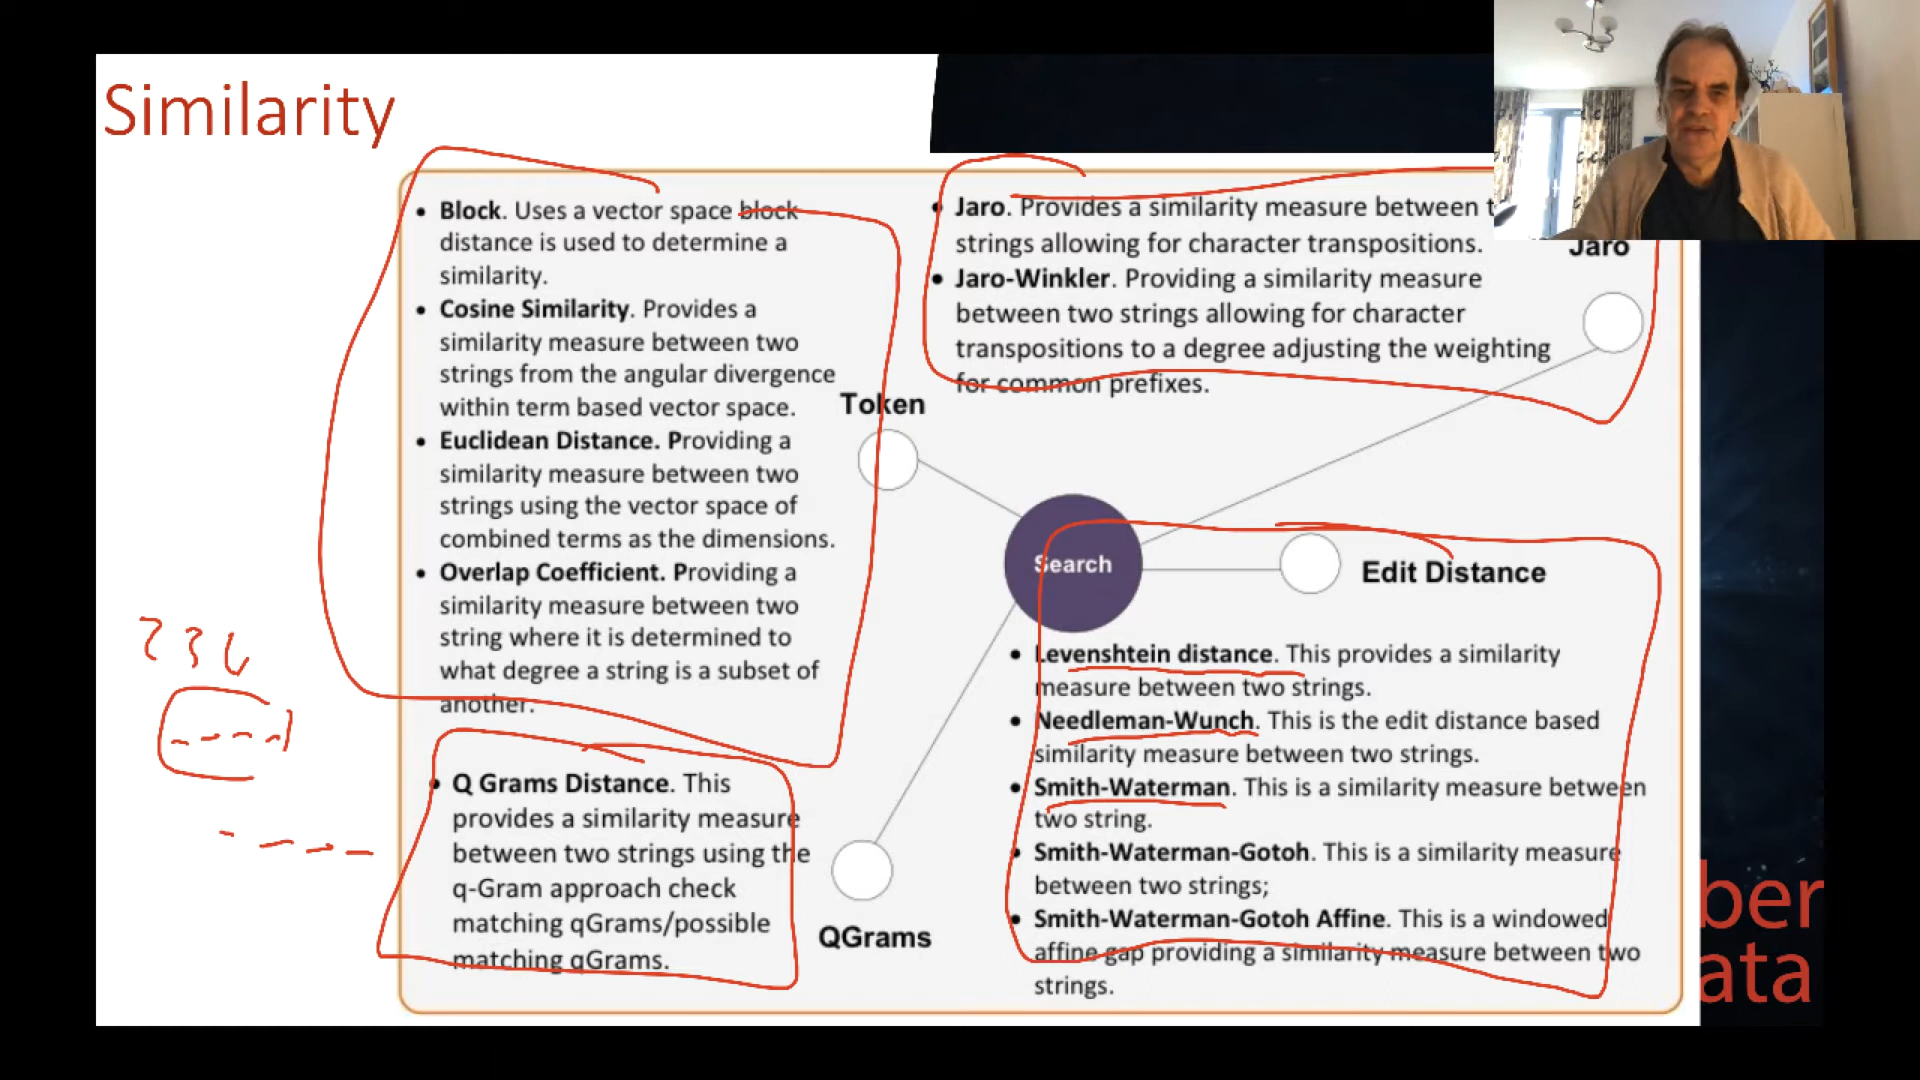 Similarity
• Block. Uses a vector space block
distance is used to determine a
similarity.
• Cosine Similarity. Provides a
similarity measure between two
strings from the angular divergence
within term based vector space.
• Euclidean Distance. Providing a
similarity measure between two
strings using the vector space of
combined terms as the dimensions.
• Overlap Coefficient. Providing a
similarity measure between two
string where it is determined to
what degree a string is a subset of
another.
Token
• Jaro. Provides a similarity measure between
strings allowing for character transpositions.
• Jaro-Winkler. Providing a similarity measure
between two strings allowing for character
transpositions to a degree adjusting the weighting
for common prefixes.
Jaro
Search
Edit Distance
• Levenshtein distance. This provides a similarity
measure between two strings.
• Needleman-Wunch. This is the edit distance based
similarity measure between two strings.
• Smith-Waterman. This is a similarity measure between
two string.
• Smith-Waterman-Gotoh. This is a similarity measure
between two strings;
• Smith-Waterman-Gotoh Affine. This is a windowed
affine gap providing a similarity measure between two
strings.
• Q Grams Distance. This
provides a similarity measure
between two strings using the
q-Gram approach check
matching qGrams/possible
matching qGrams.
QGrams
ber
ata